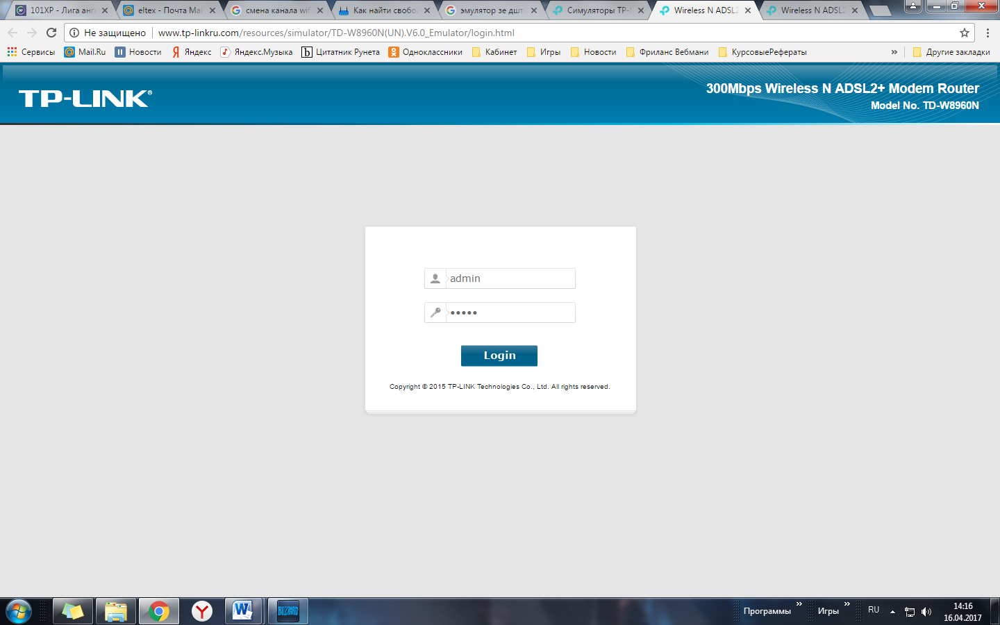 101XP - Лига анге
eltex - Почта Mai
смена канала wifi
Как найти свобод
эмулятор зе дшт
Симуляторы TP-L
Wireless N ADSL2
Wireless N ADSL2
Не защищено
www.tp-linkru.com/resources/simulator/TD-W8960N(UN).V6.0_Emulator/login.html
Сервисы
Mail.Ru
Новости
Яндекс
Яндекс.Музыка
Цитатник Рунета
Одноклассники
Кабинет
Игры
Новости
Фриланс Вебмани
КурсовыеРефераты
»
Другие закладки
TP-LINK®
300Mbps Wireless N ADSL2+ Modem Router
Model No. TD-W8960N
admin
•••••
Login
Copyright © 2015 TP-LINK Technologies Co., Ltd. All rights reserved.
BLIZZARD
Программы »
Игры »
RU
14:16
16.04.2017